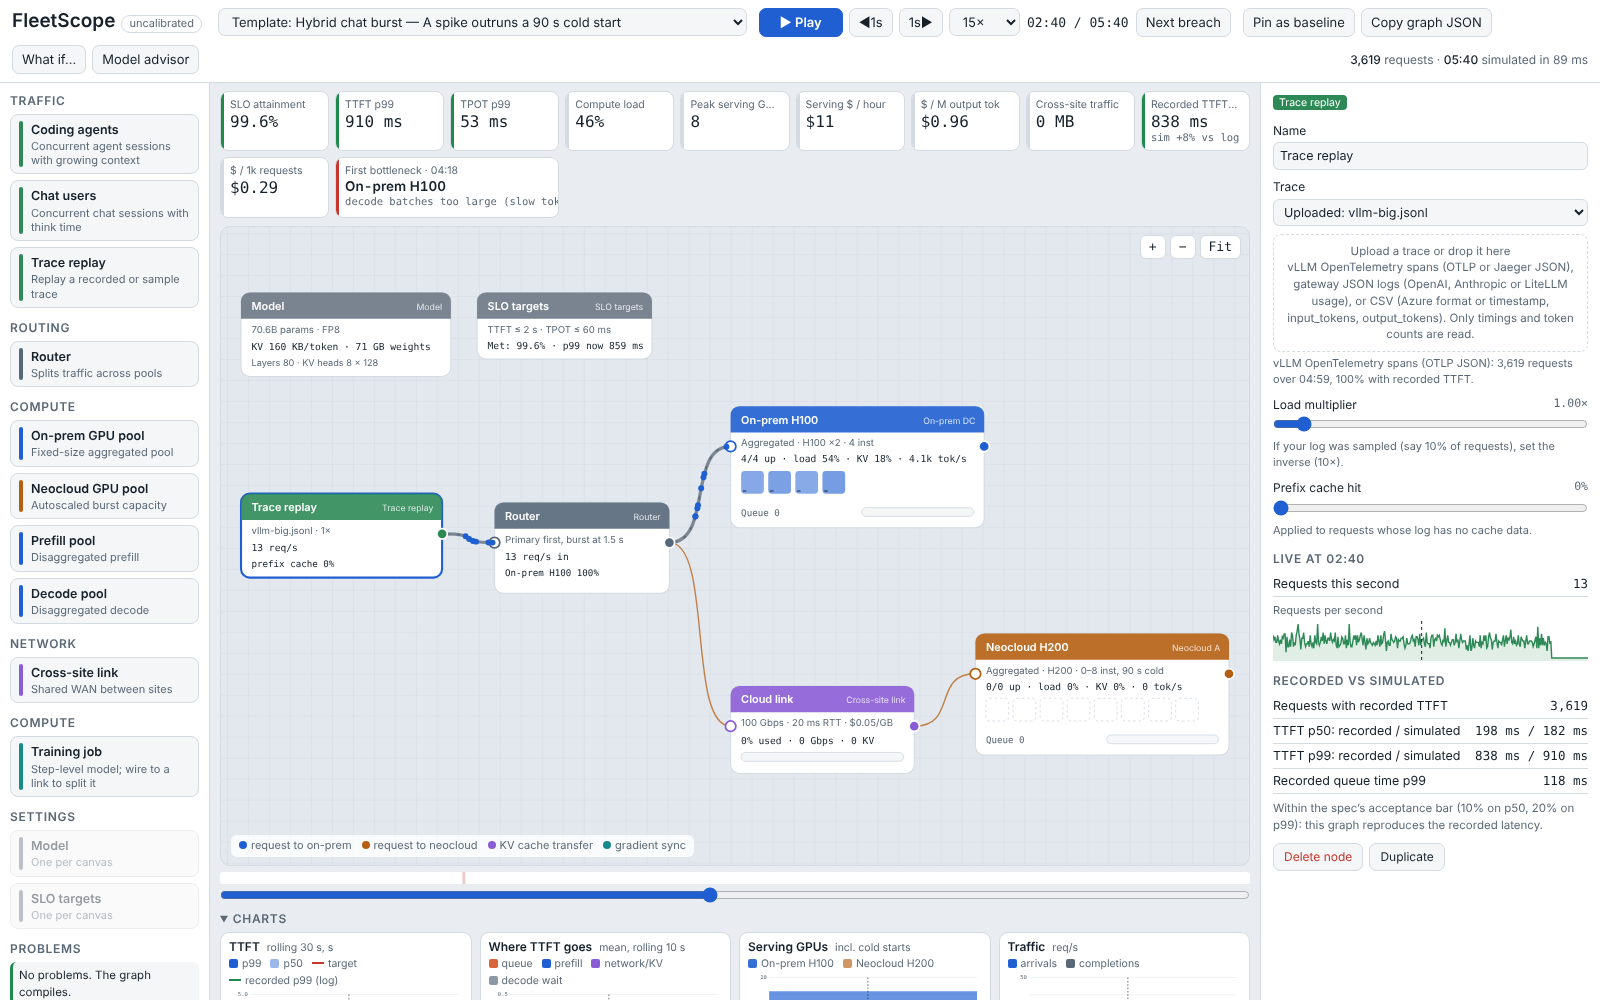 FleetScope uncalibrated
Template: Hybrid chat burst — A spike outruns a 90 s cold start
▶ Play
◀1s
1s▶
15×
02:40 / 05:40
Next breach
Pin as baseline
Copy graph JSON
What if...
Model advisor
3,619 requests · 05:40 simulated in 89 ms
TRAFFIC
Coding agents
Concurrent agent sessions
with growing context
Chat users
Concurrent chat sessions with
think time
Trace replay
Replay a recorded or sample
trace
ROUTING
Router
Splits traffic across pools
COMPUTE
On-prem GPU pool
Fixed-size aggregated pool
Neocloud GPU pool
Autoscaled burst capacity
Prefill pool
Disaggregated prefill
Decode pool
Disaggregated decode
NETWORK
Cross-site link
Shared WAN between sites
COMPUTE
Training job
Step-level model; wire to a
link to split it
SETTINGS
Model
One per canvas
SLO targets
One per canvas
PROBLEMS
No problems. The graph
compiles.
SLO attainment
99.6%
TTFT p99
910 ms
TPOT p99
53 ms
Compute load
46%
Peak serving G...
8
Serving $ / hour
$11
$ / M output tok
$0.96
Cross-site traffic
0 MB
Recorded TTFT...
838 ms
sim +8% vs log
$ / 1k requests
$0.29
First bottleneck · 04:18
On-prem H100
decode batches too large (slow tok
+
−
Fit
Model Model
70.6B params · FP8
KV 160 KB/token · 71 GB weights
Layers 80 · KV heads 8 × 128
SLO targets SLO targets
TTFT ≤ 2 s · TPOT ≤ 60 ms
Met: 99.6% · p99 now 859 ms
On-prem H100 On-prem DC
Aggregated · H100 ×2 · 4 inst
4/4 up · load 54% · KV 18% · 4.1k tok/s
Queue 0
Trace replay Trace replay
vllm-big.jsonl · 1×
13 req/s
prefix cache 0%
Router Router
Primary first, burst at 1.5 s
13 req/s in
On-prem H100 100%
Neocloud H200 Neocloud A
Aggregated · H200 · 0–8 inst, 90 s cold
0/0 up · load 0% · KV 0% · 0 tok/s
Queue 0
Cloud link Cross-site link
100 Gbps · 20 ms RTT · $0.05/GB
0% used · 0 Gbps · 0 KV
request to on-prem request to neocloud KV cache transfer gradient sync
▼ CHARTS
TTFT rolling 30 s, s
p99 p50 target
recorded p99 (log)
5.0
Where TTFT goes mean, rolling 10 s
queue prefill network/KV
decode wait
0.5
Serving GPUs incl. cold starts
On-prem H100 Neocloud H200
10
Traffic req/s
arrivals completions
50
Trace replay
Name
Trace replay
Trace
Uploaded: vllm-big.jsonl
Upload a trace or drop it here
vLLM OpenTelemetry spans (OTLP or Jaeger JSON),
gateway JSON logs (OpenAI, Anthropic or LiteLLM
usage), or CSV (Azure format or timestamp,
input_tokens, output_tokens). Only timings and token
counts are read.
vLLM OpenTelemetry spans (OTLP JSON): 3,619 requests
over 04:59, 100% with recorded TTFT.
Load multiplier 1.00×
If your log was sampled (say 10% of requests), set the
inverse (10×).
Prefix cache hit 0%
Applied to requests whose log has no cache data.
LIVE AT 02:40
Requests this second 13
Requests per second
RECORDED VS SIMULATED
Requests with recorded TTFT 3,619
TTFT p50: recorded / simulated 198 ms / 182 ms
TTFT p99: recorded / simulated 838 ms / 910 ms
Recorded queue time p99 118 ms
Within the spec's acceptance bar (10% on p50, 20% on
p99): this graph reproduces the recorded latency.
Delete node
Duplicate